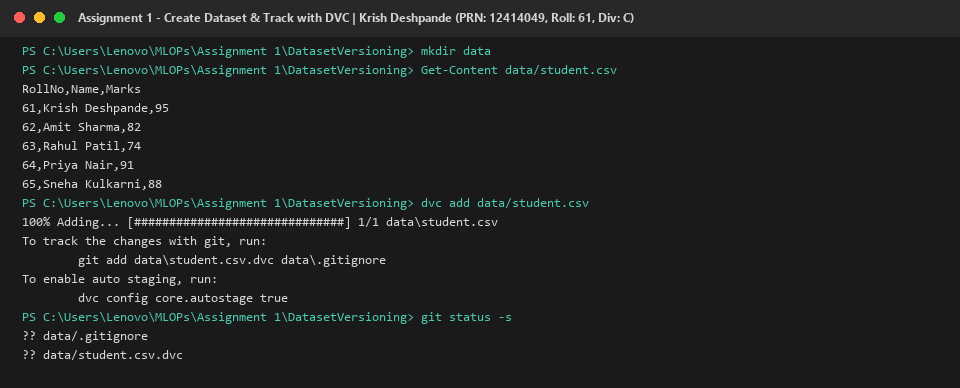 Assignment 1 - Create Dataset & Track with DVC | Krish Deshpande (PRN: 12414049, Roll: 61, Div: C)
PS C:\Users\Lenovo\MLOPs\Assignment 1\DatasetVersioning> mkdir data
PS C:\Users\Lenovo\MLOPs\Assignment 1\DatasetVersioning> Get-Content data/student.csv
RollNo,Name,Marks
61,Krish Deshpande,95
62,Amit Sharma,82
63,Rahul Patil,74
64,Priya Nair,91
65,Sneha Kulkarni,88
PS C:\Users\Lenovo\MLOPs\Assignment 1\DatasetVersioning> dvc add data/student.csv
100% Adding... [##############################] 1/1 data\student.csv
To track the changes with git, run:
        git add data\student.csv.dvc data\.gitignore
To enable auto staging, run:
        dvc config core.autostage true
PS C:\Users\Lenovo\MLOPs\Assignment 1\DatasetVersioning> git status -s
?? data/.gitignore
?? data/student.csv.dvc